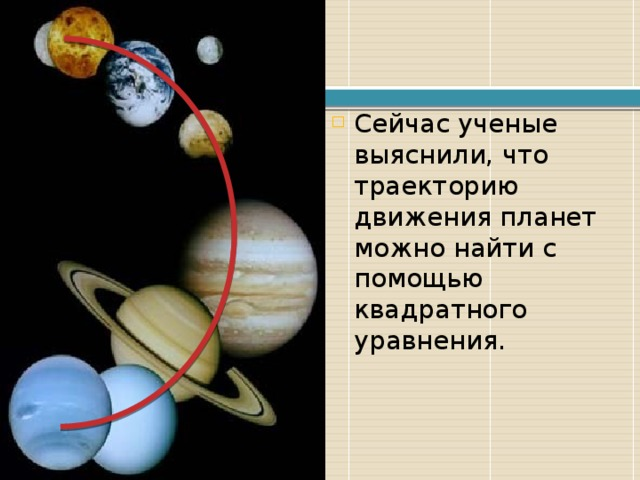 Сейчас ученые
выяснили, что
траекторию
движения планет
можно найти с
помощью
квадратного
уравнения.